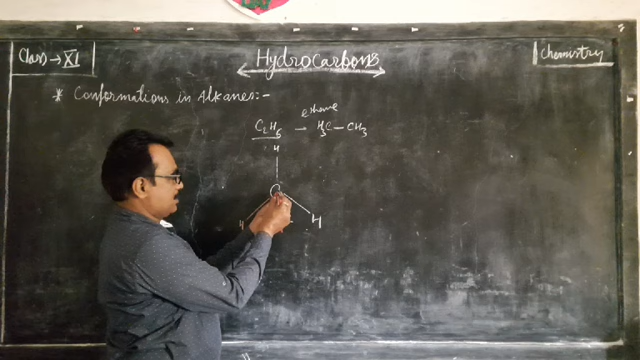 Class → XI
Hydrocarbons
Chemistry
* Conformations in Alkanes:-
ethane
C₂H₆ → H₃C—CH₃
H
C
H H